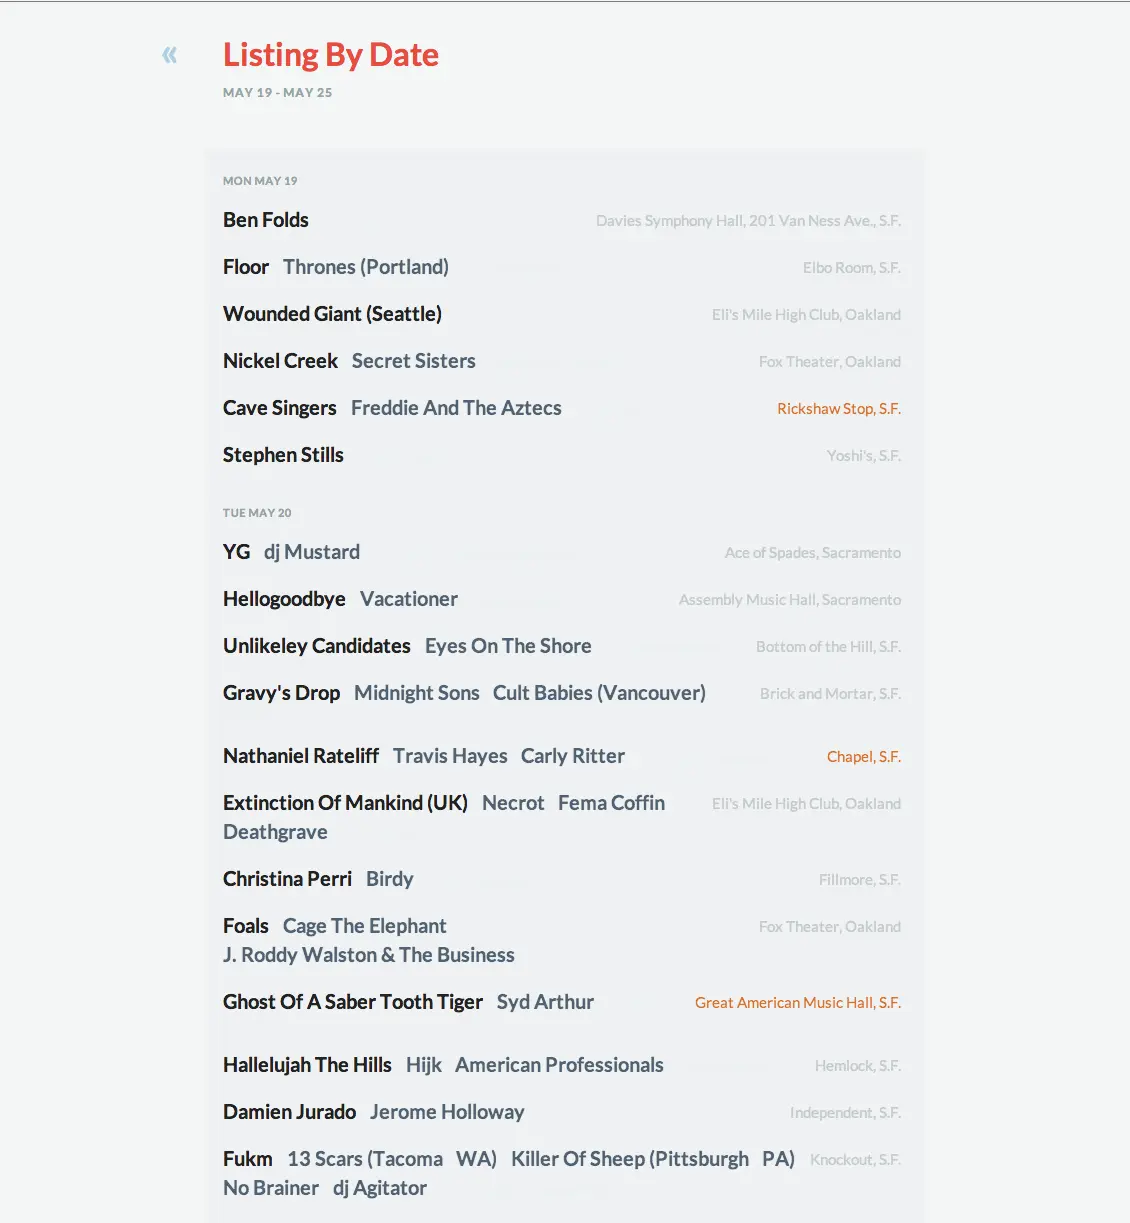 « Listing By Date
MAY 19 - MAY 25
MON MAY 19
Ben Folds Davies Symphony Hall, 201 Van Ness Ave., S.F.
Floor Thrones (Portland) Elbo Room, S.F.
Wounded Giant (Seattle) Eli's Mile High Club, Oakland
Nickel Creek Secret Sisters Fox Theater, Oakland
Cave Singers Freddie And The Aztecs Rickshaw Stop, S.F.
Stephen Stills Yoshi's, S.F.
TUE MAY 20
YG dj Mustard Ace of Spades, Sacramento
Hellogoodbye Vacationer Assembly Music Hall, Sacramento
Unlikeley Candidates Eyes On The Shore Bottom of the Hill, S.F.
Gravy's Drop Midnight Sons Cult Babies (Vancouver) Brick and Mortar, S.F.
Nathaniel Rateliff Travis Hayes Carly Ritter Chapel, S.F.
Extinction Of Mankind (UK) Necrot Fema Coffin Eli's Mile High Club, Oakland
Deathgrave
Christina Perri Birdy Fillmore, S.F.
Foals Cage The Elephant Fox Theater, Oakland
J. Roddy Walston & The Business
Ghost Of A Saber Tooth Tiger Syd Arthur Great American Music Hall, S.F.
Hallelujah The Hills Hijk American Professionals Hemlock, S.F.
Damien Jurado Jerome Holloway Independent, S.F.
Fukm 13 Scars (Tacoma WA) Killer Of Sheep (Pittsburgh PA) Knockout, S.F.
No Brainer dj Agitator